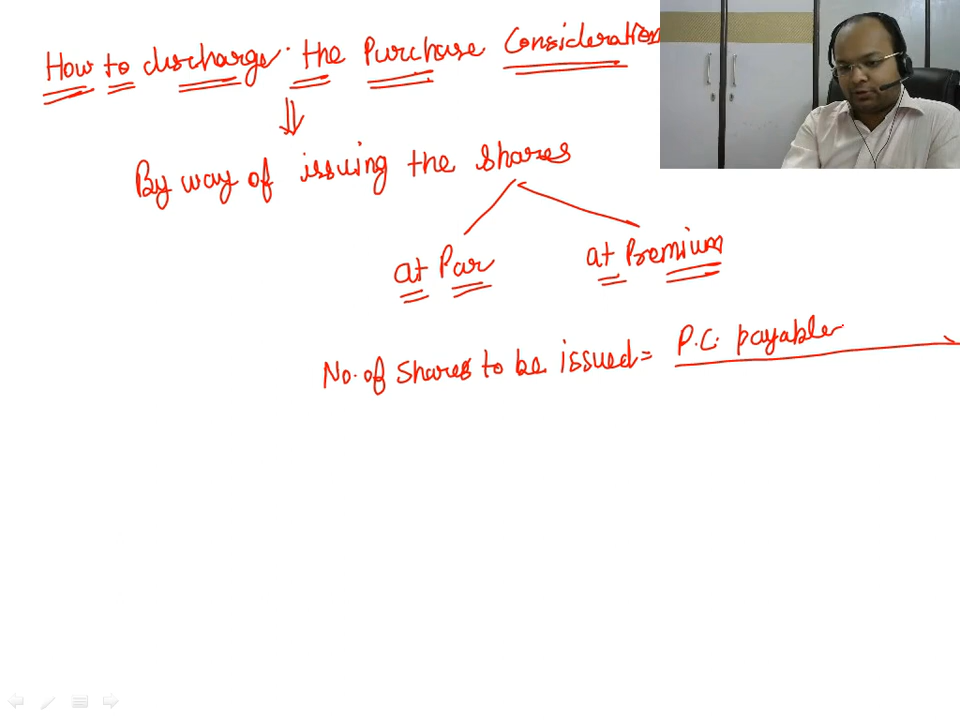 How to discharge the Purchase Consideration
By way of issuing the shares
at Par
at Premium
No. of shares to be issued = P.C. payable